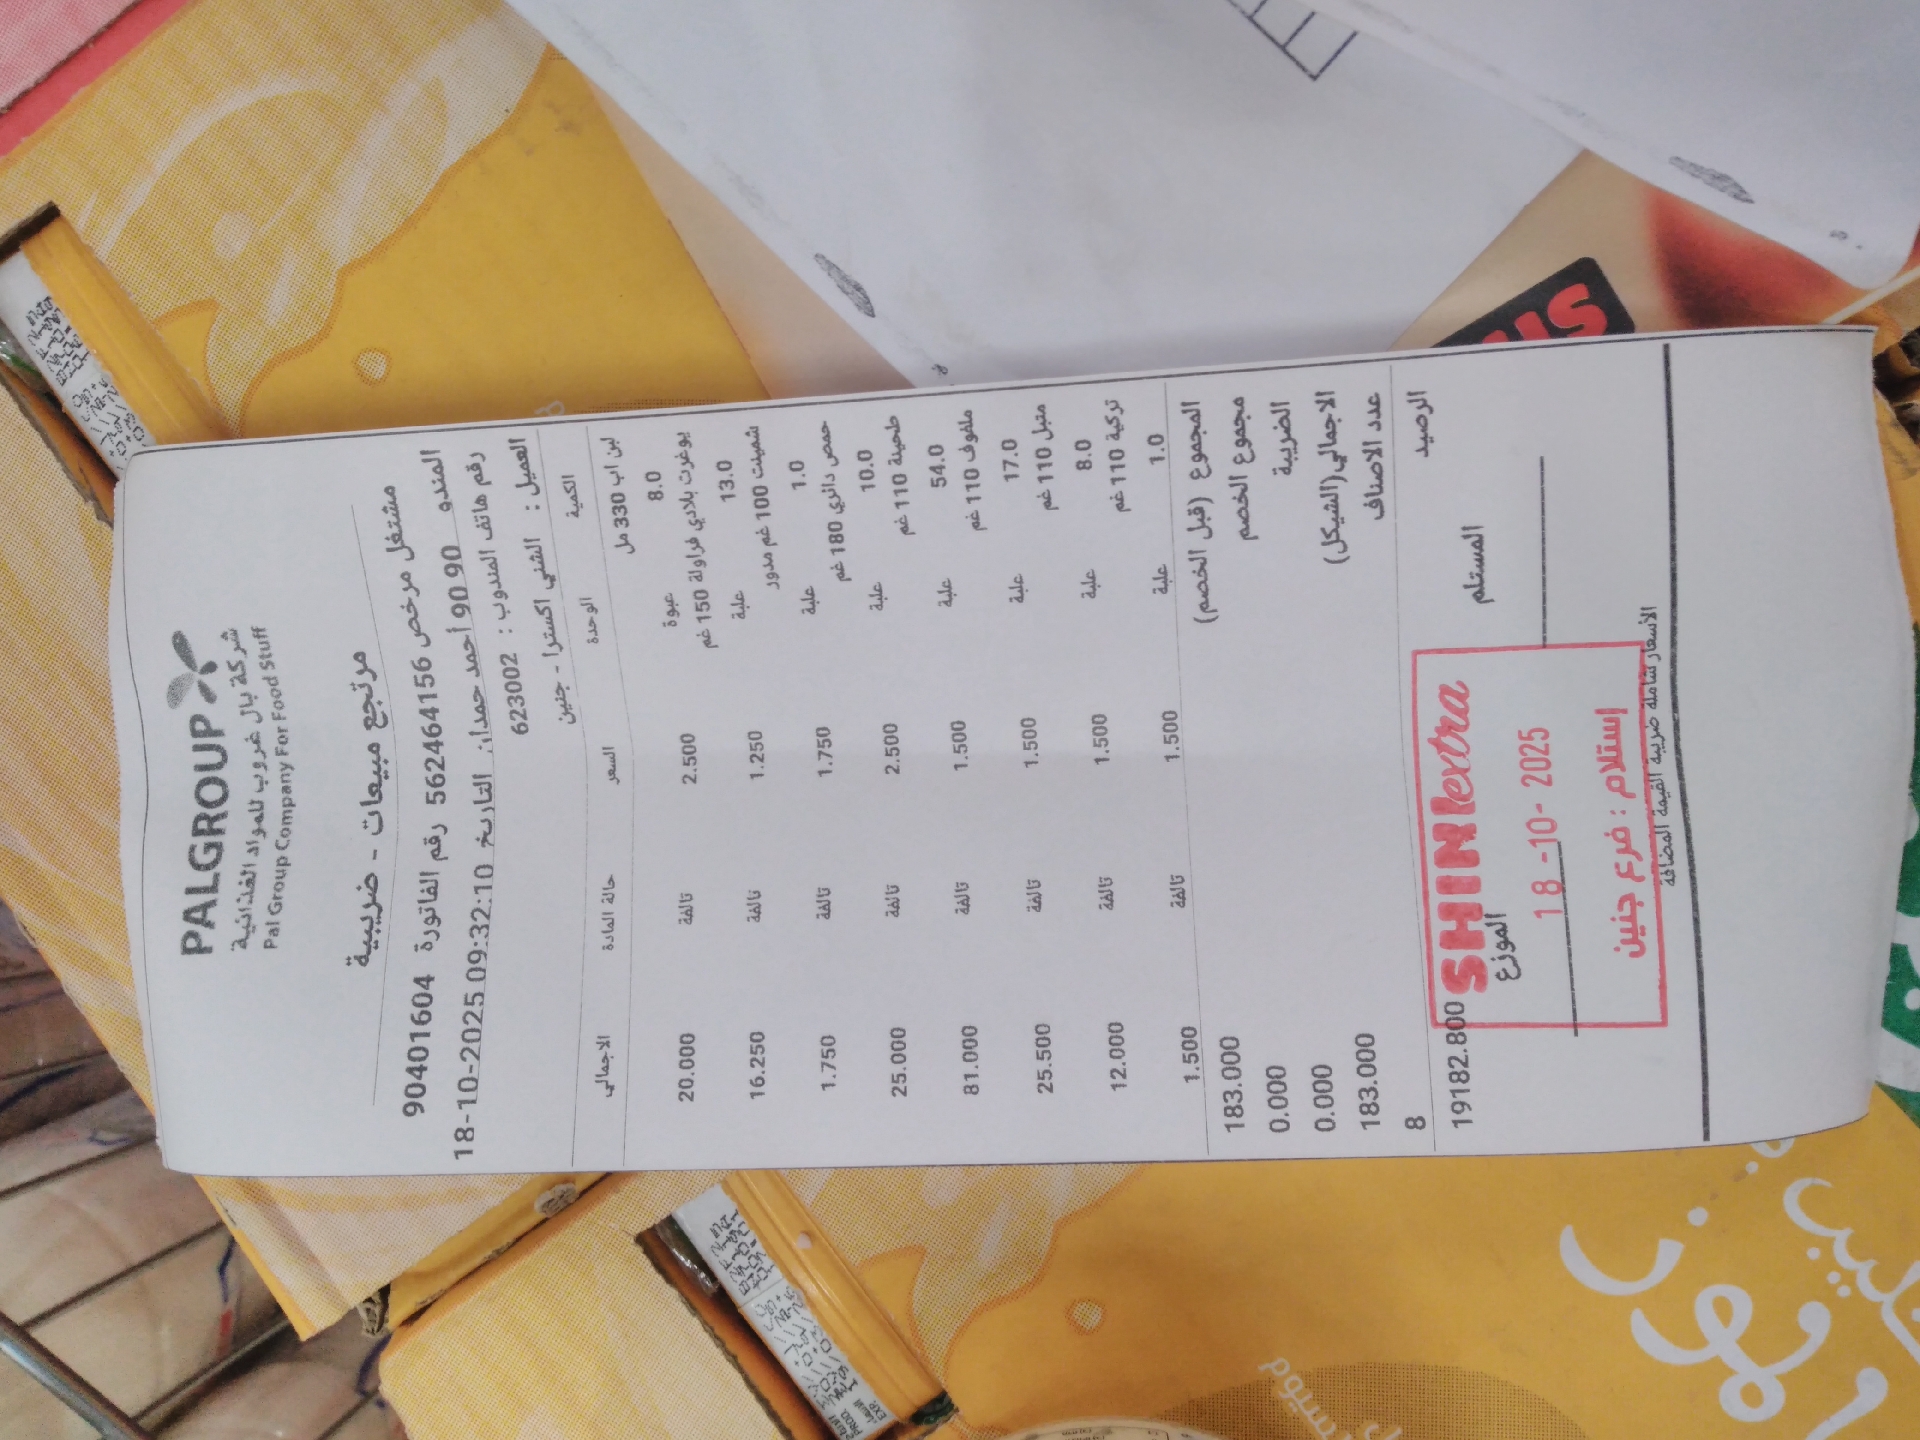 PALGROUP
شركة بال غروب للمواد الغذائية
Pal Group Company For Food Stuff
مرتجع مبيعات - ضريبية
مشتغل مرخص 562464156 رقم الفاتورة 90401604
المندو 90 90 أحمد حمدان. التاريخ 18-10-2025 09:32:10
رقم هاتف المندوب : 623002
العميل : الشني اكسترا - جنين
الكمية الوحدة السعر حالة المادة الاجمالي
لبن اب 330 مل
8.0 عبوة 2.500 تالفة 20.000
يوغرت بلادي فراولة 150 غم
13.0 علبة 1.250 تالفة 16.250
شمينت 100 غم مدور
1.0 علبة 1.750 تالفة 1.750
حمص دائري 180 غم
10.0 علبة 2.500 تالفة 25.000
طحينة 110 غم
54.0 علبة 1.500 تالفة 81.000
ملفوف 110 غم
17.0 علبة 1.500 تالفة 25.500
متبل 110 غم
8.0 علبة 1.500 تالفة 12.000
تركية 110 غم
1.0 علبة 1.500 تالفة 1.500
المجموع (قبل الخصم) 183.000
مجموع الخصم 0.000
الضريبة 0.000
الاجمالي(الشيكل) 183.000
عدد الاصناف 8
الرصيد 19182.800
المستلم الموزع
SHINI extra
18-10-2025
إستلام : فرع جنين
الأسعار شاملة ضريبة القيمة المضافة
الموز